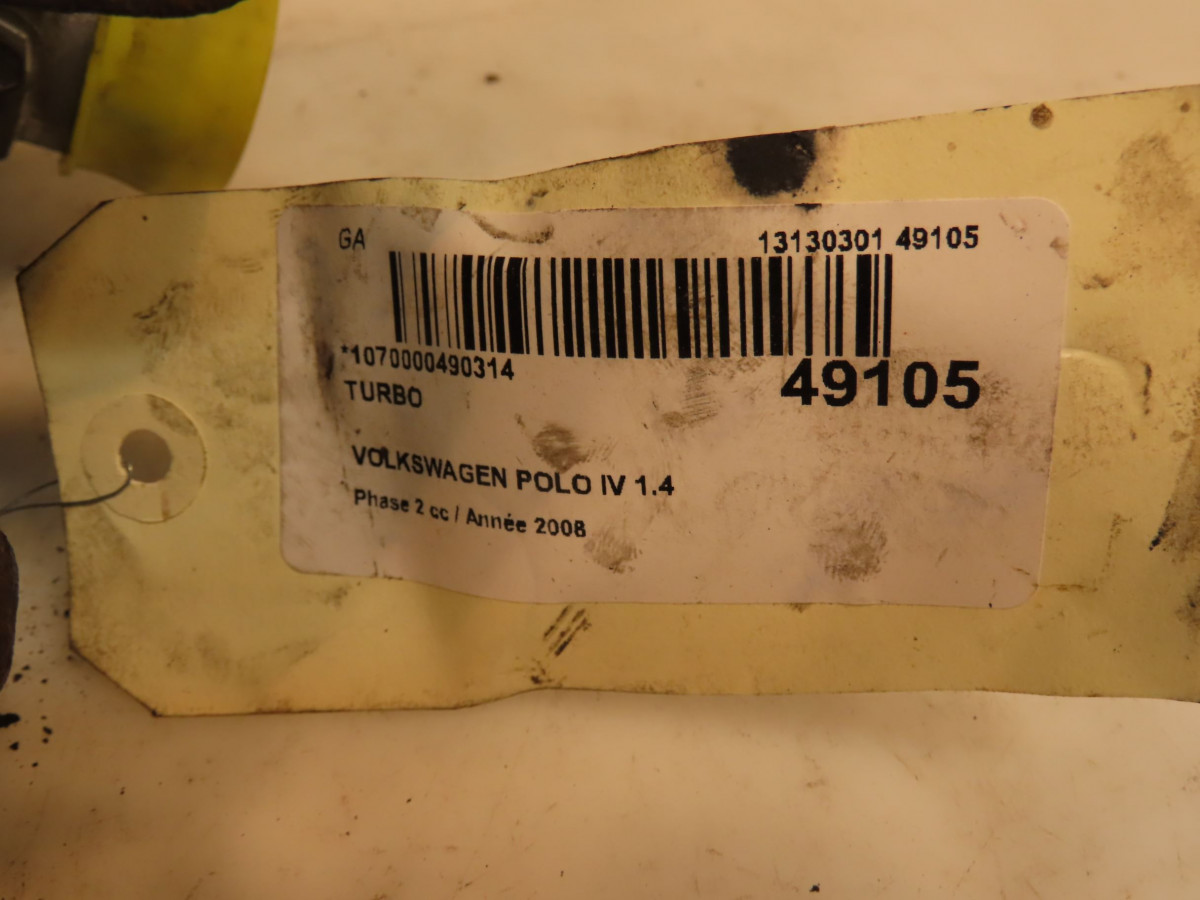 GA 13130301 49105
*1070000490314
49105
TURBO
VOLKSWAGEN POLO IV 1.4
Phase 2 cc / Année 2008